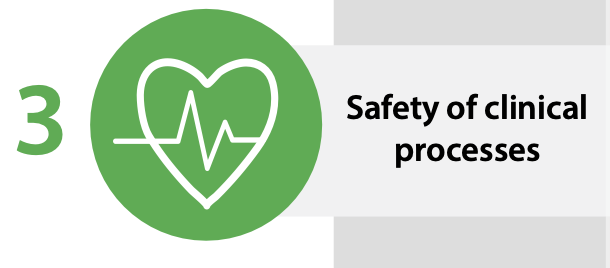 3
Safety of clinical
processes